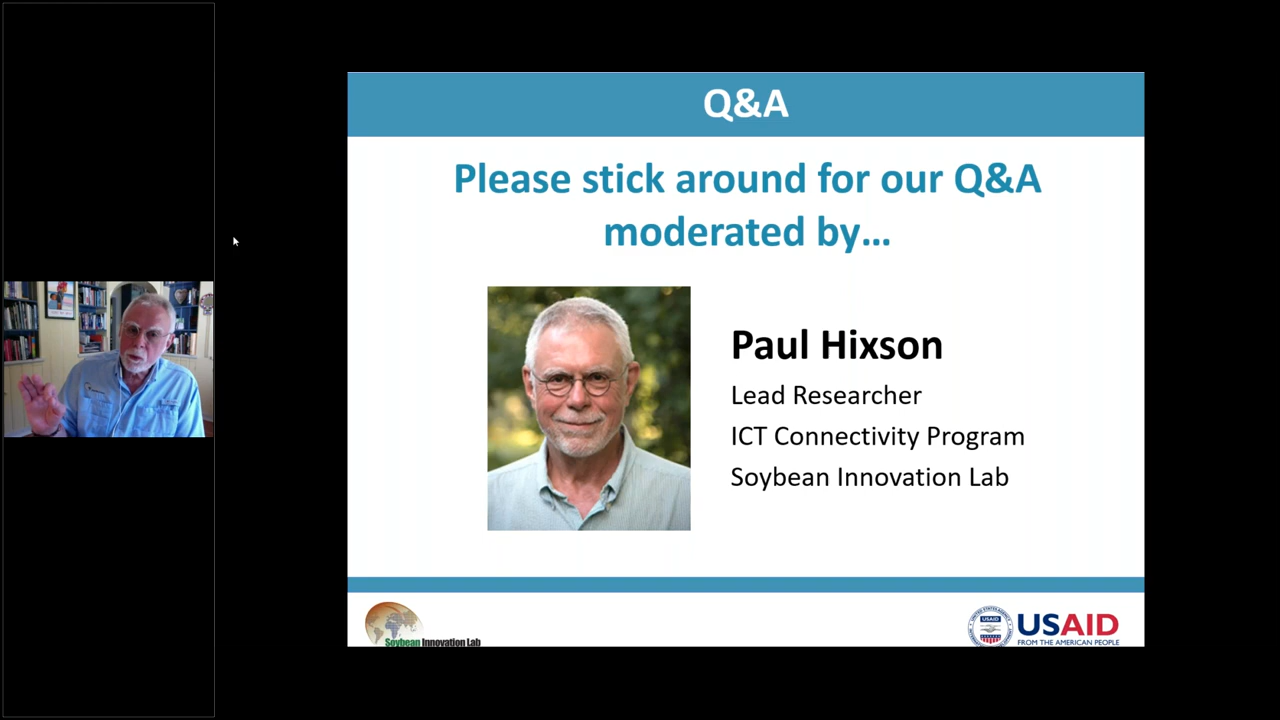 Q&A
Please stick around for our Q&A
moderated by...
Paul Hixson
Lead Researcher
ICT Connectivity Program
Soybean Innovation Lab
Soybean Innovation Lab
USAID
USAID
FROM THE AMERICAN PEOPLE